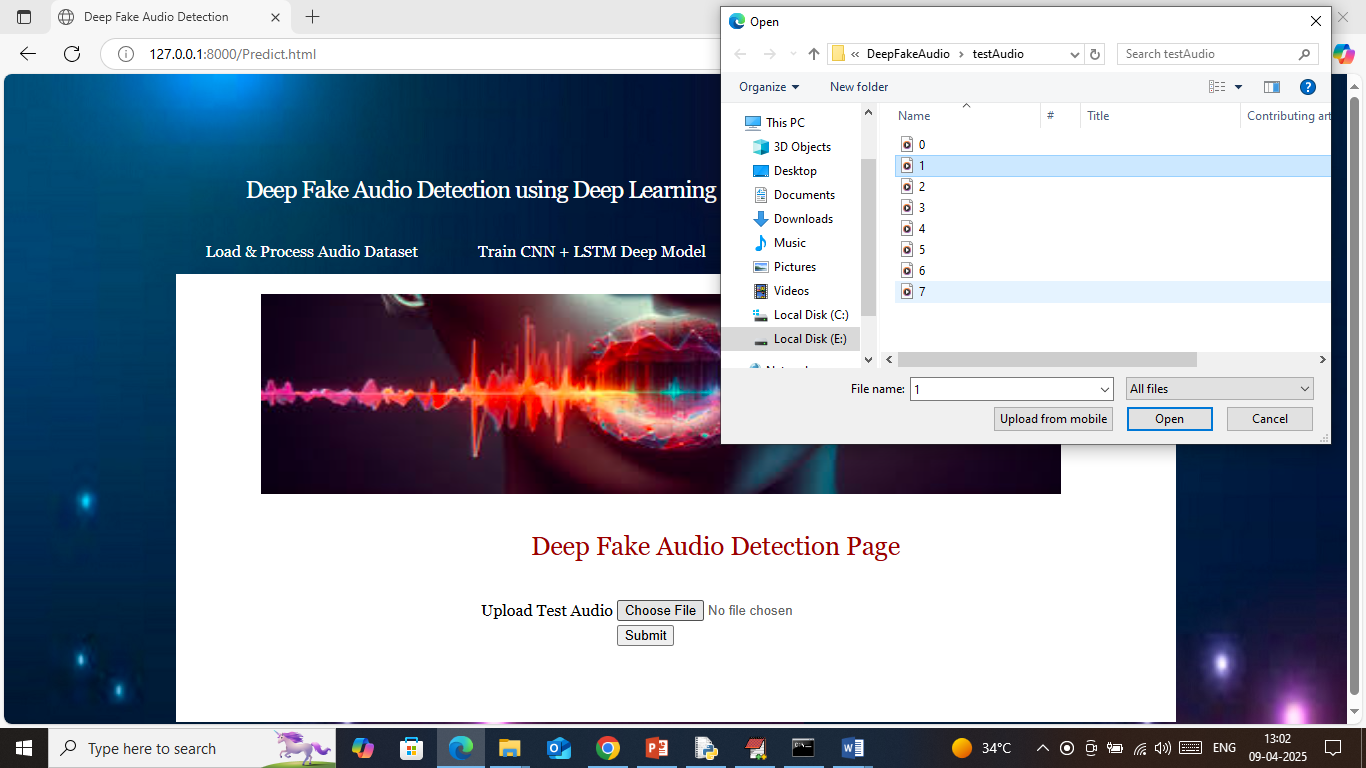 Deep Fake Audio Detection
127.0.0.1:8000/Predict.html
Deep Fake Audio Detection using Deep Learning
Load & Process Audio Dataset
Train CNN + LSTM Deep Model
Open
DeepFakeAudio
testAudio
Search testAudio
Organize
New folder
This PC
3D Objects
Desktop
Documents
Downloads
Music
Pictures
Videos
Local Disk (C:)
Local Disk (E:)
Name
#
Title
Contributing art
0
1
2
3
4
5
6
7
File name:
1
All files
Upload from mobile
Open
Cancel
Deep Fake Audio Detection Page
Upload Test Audio
Choose File
No file chosen
Submit
Type here to search
34°C
ENG
13:02
09-04-2025